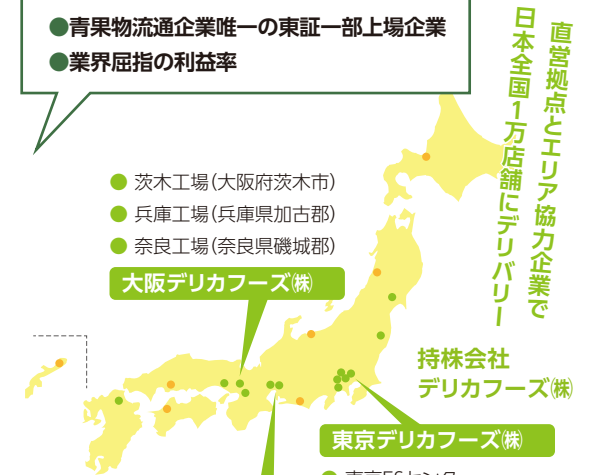 ●青果物流通企業唯一の東証一部上場企業
●業界屈指の利益率
直営拠点とエリア協力企業で
日本全国1万店舗にデリバリー
● 茨木工場(大阪府茨木市)
● 兵庫工場(兵庫県加古郡)
● 奈良工場(奈良県磯城郡)
大阪デリカフーズ㈱
持株会社
デリカフーズ㈱
東京デリカフーズ㈱